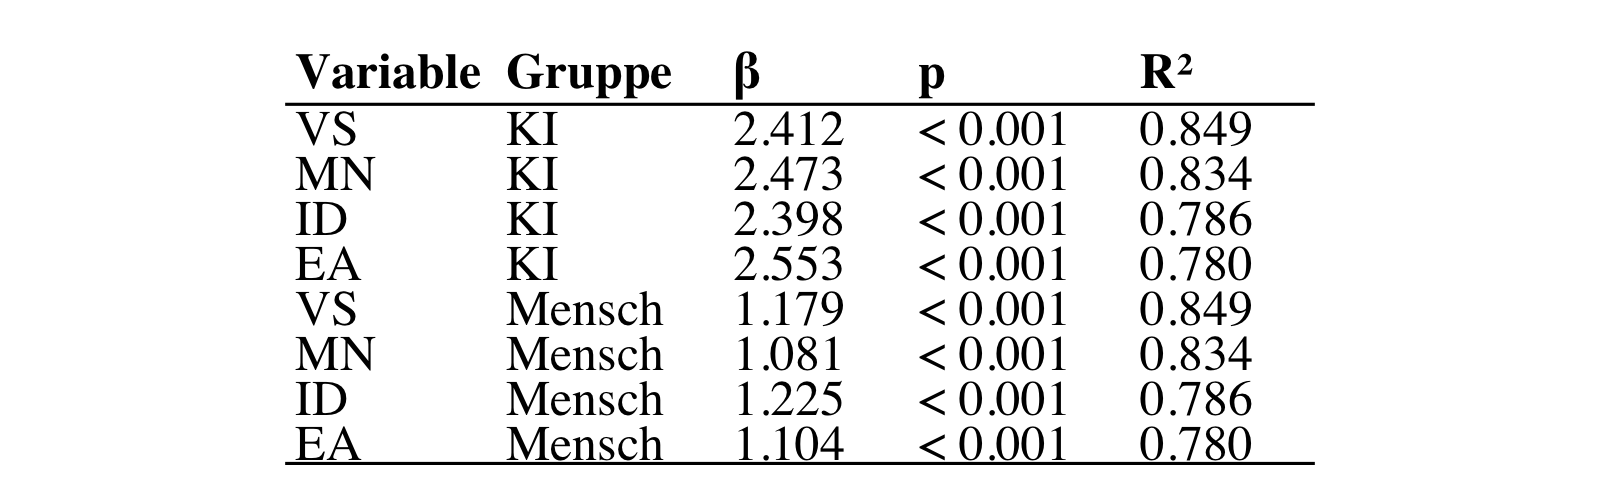 Variable Gruppe β p R²
VS KI 2.412 < 0.001 0.849
MN KI 2.473 < 0.001 0.834
ID KI 2.398 < 0.001 0.786
EA KI 2.553 < 0.001 0.780
VS Mensch 1.179 < 0.001 0.849
MN Mensch 1.081 < 0.001 0.834
ID Mensch 1.225 < 0.001 0.786
EA Mensch 1.104 < 0.001 0.780